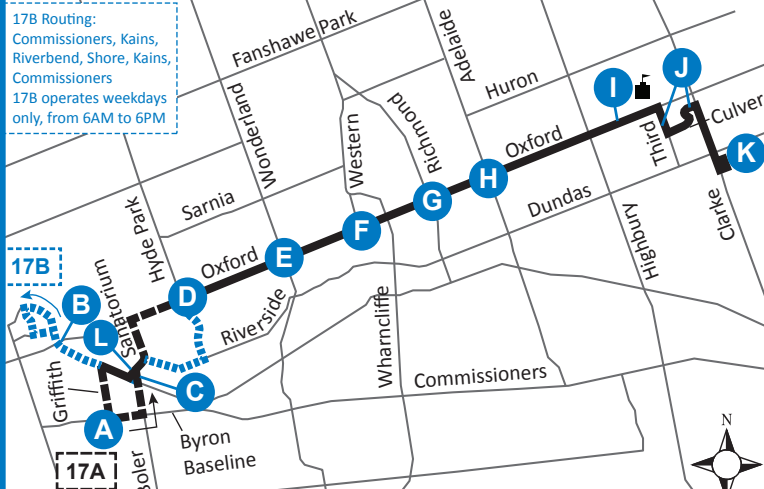 17B Routing:
Commissioners, Kains,
Riverbend, Shore, Kains,
Commissioners
17B operates weekdays
only, from 6AM to 6PM
Fanshawe Park
Adelaide
Huron
I
J
Culver
Wonderland
Western
Richmond
Oxford
Third
K
H
Sarnia
Dundas
G
Hyde Park
F
Highbury
Clarke
Oxford
E
17B
Sanatorium
D
B
Riverside
L
Wharncliffe
Griffith
C
Commissioners
A
Byron
Baseline
17A
N